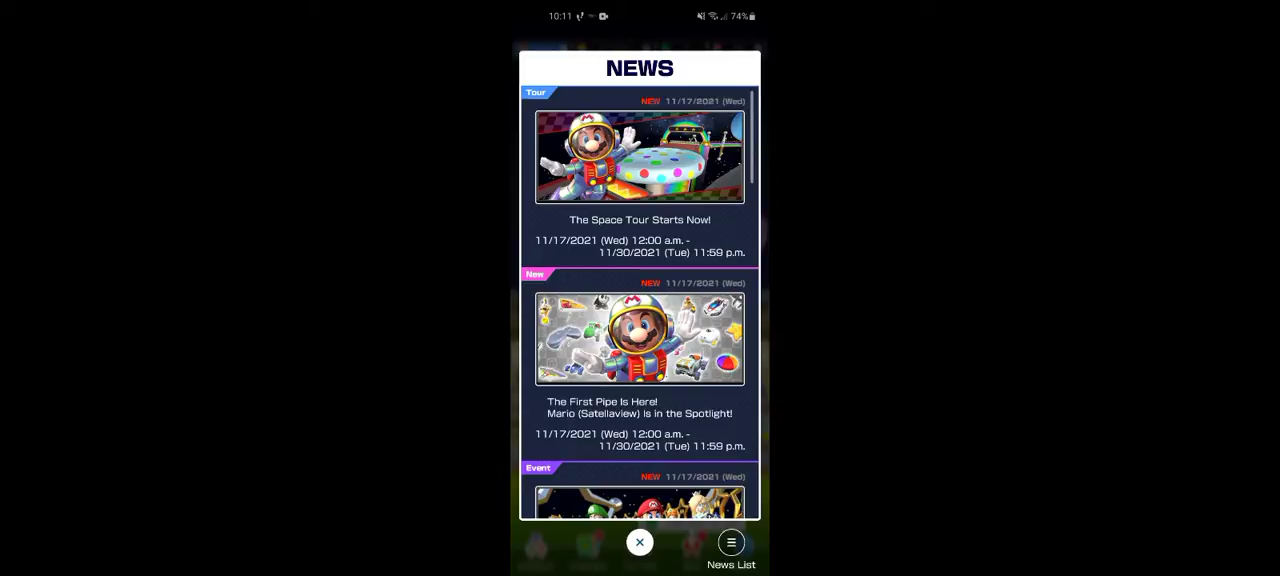 10:11
74%
NEWS
Tour
NEW 11/17/2021 (Wed)
The Space Tour Starts Now!
11/17/2021 (Wed) 12:00 a.m. -
11/30/2021 (Tue) 11:59 p.m.
New
NEW 11/17/2021 (Wed)
The First Pipe Is Here!
Mario (Satellaview) Is in the Spotlight!
11/17/2021 (Wed) 12:00 a.m. -
11/30/2021 (Tue) 11:59 p.m.
Event
NEW 11/17/2021 (Wed)
News List